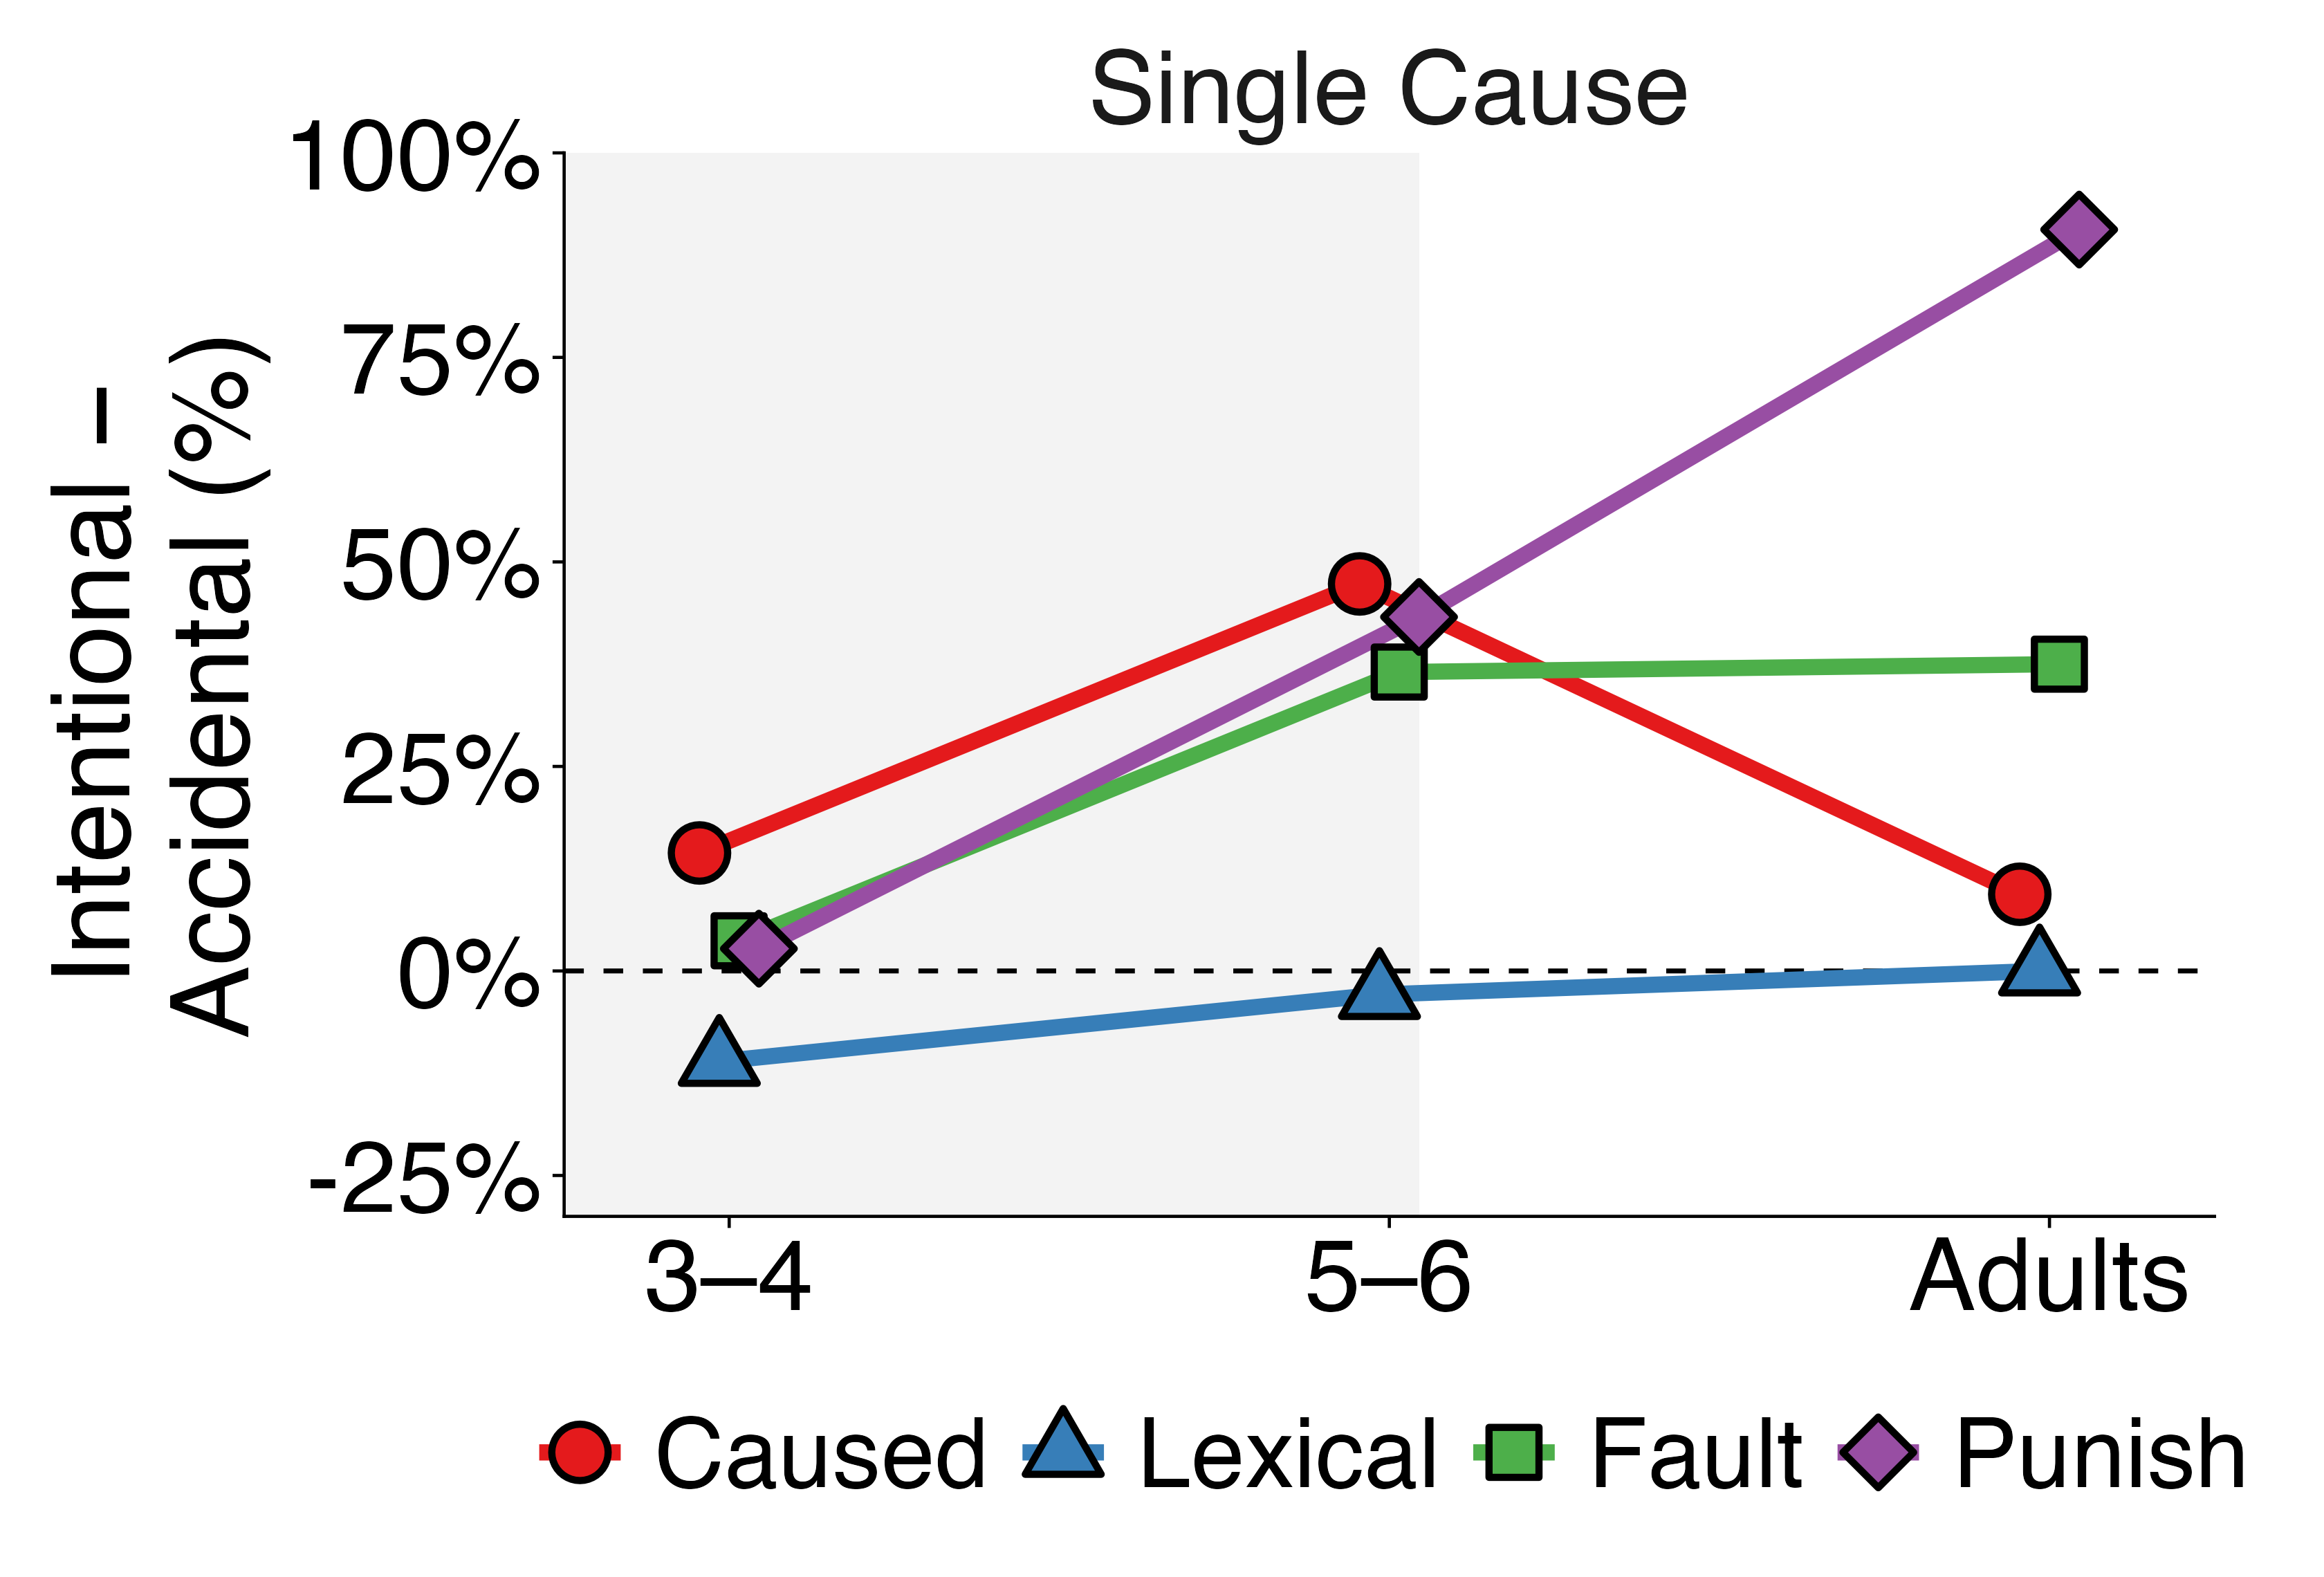 Single Cause
Intentional –
Accidental (%)
100%
75%
50%
25%
0%
-25%
3–4 5–6 Adults
Caused Lexical Fault Punish